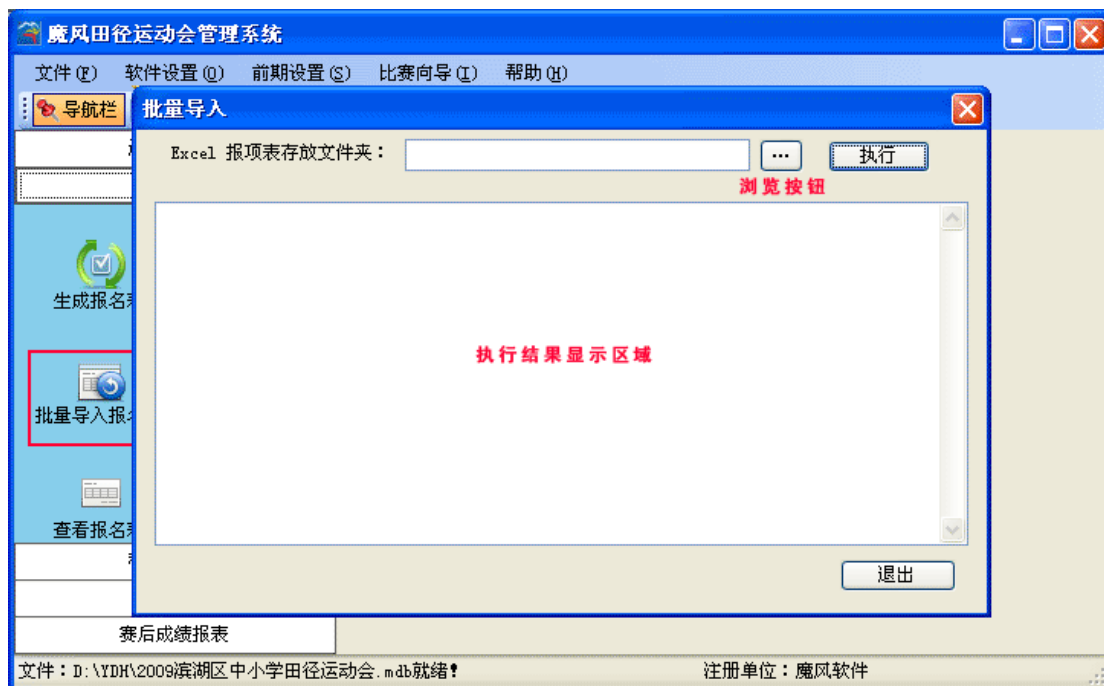 魔风田径运动会管理系统
文件(F) 软件设置(O) 前期设置(S) 比赛向导(I) 帮助(H)
导航栏
批量导入
Excel 报项表存放文件夹： ... 执行
浏览按钮
生成报名
执行结果显示区域
批量导入报
查看报名
退出
赛后成绩报表
文件：D:\YDH\2009滨湖区中小学田径运动会.mdb就绪! 注册单位：魔风软件